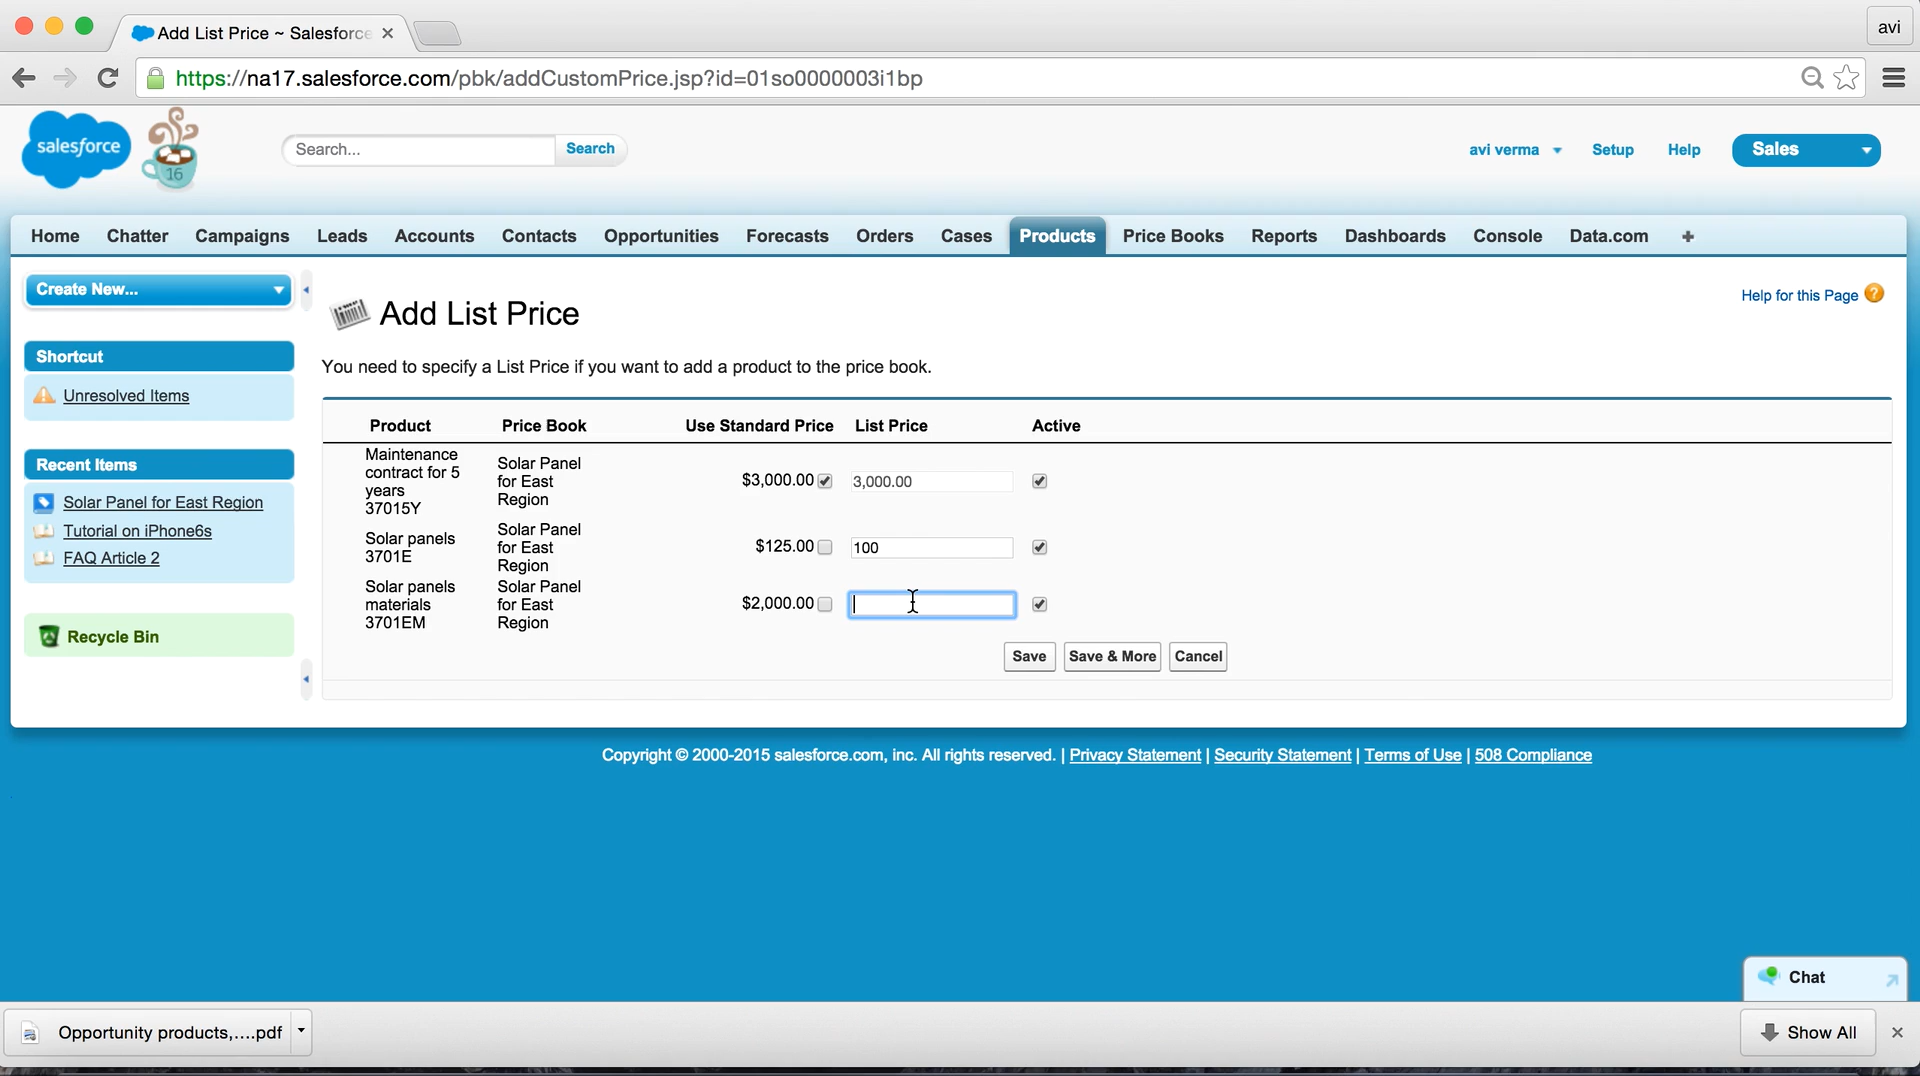 Add List Price ~ Salesforce
avi
https://na17.salesforce.com/pbk/addCustomPrice.jsp?id=01so0000003i1bp
salesforce
16
Search...
Search
avi verma
Setup
Help
Sales
Home
Chatter
Campaigns
Leads
Accounts
Contacts
Opportunities
Forecasts
Orders
Cases
Products
Price Books
Reports
Dashboards
Console
Data.com
+
Create New...
Shortcut
Unresolved Items
Recent Items
Solar Panel for East Region
Tutorial on iPhone6s
FAQ Article 2
Recycle Bin
Add List Price
Help for this Page ?
You need to specify a List Price if you want to add a product to the price book.
Product
Price Book
Use Standard Price
List Price
Active
Maintenance
contract for 5
years
37015Y
Solar Panel
for East
Region
$3,000.00
3,000.00
Solar panels
3701E
Solar Panel
for East
Region
$125.00
100
Solar panels
materials
3701EM
Solar Panel
for East
Region
$2,000.00
Save
Save & More
Cancel
Copyright © 2000-2015 salesforce.com, inc. All rights reserved. | Privacy Statement | Security Statement | Terms of Use | 508 Compliance
Chat
Opportunity products,....pdf
Show All